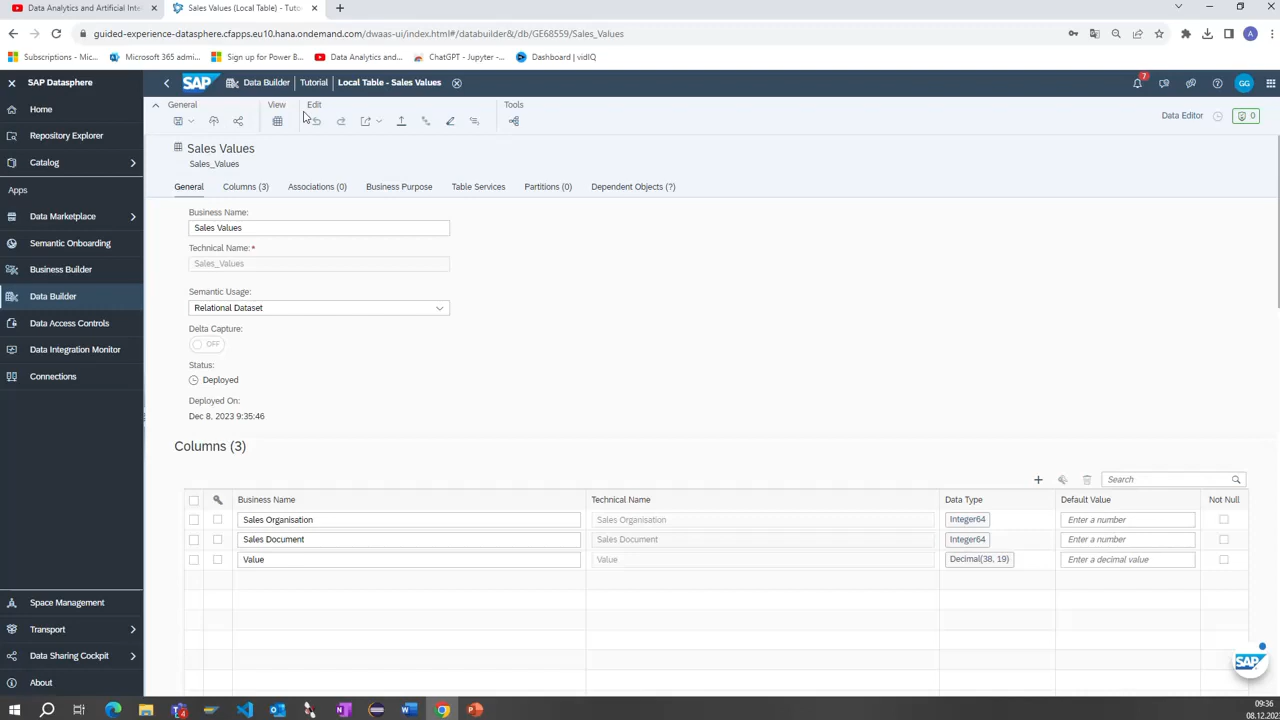 Data Analytics and Artificial Intel
Sales Values (Local Table) - Tuto
guided-experience-datasphere.cfapps.eu10.hana.ondemand.com/dwaas-ui/index.html#/databuilder&/db/GE68559/Sales_Values
Subscriptions - Mic...
Microsoft 365 admi...
Sign up for Power B...
Data Analytics and...
ChatGPT - Jupyter -...
Dashboard | vidIQ
SAP Datasphere
SAP
Data Builder
Tutorial
Local Table - Sales Values
7
GG
Home
Repository Explorer
Catalog
Apps
Data Marketplace
Semantic Onboarding
Business Builder
Data Builder
Data Access Controls
Data Integration Monitor
Connections
Space Management
Transport
Data Sharing Cockpit
About
General
View
Edit
Tools
Data Editor
0
Sales Values
Sales_Values
General
Columns (3)
Associations (0)
Business Purpose
Table Services
Partitions (0)
Dependent Objects (?)
Business Name:
Sales Values
Technical Name:*
Sales_Values
Semantic Usage:
Relational Dataset
Delta Capture:
OFF
Status:
Deployed
Deployed On:
Dec 8, 2023 9:35:46
Columns (3)
Search
Business Name Technical Name Data Type Default Value Not Null
Sales Organisation Sales Organisation Integer64 Enter a number
Sales Document Sales Document Integer64 Enter a number
Value Value Decimal(38, 19) Enter a decimal value
SAP
09:36